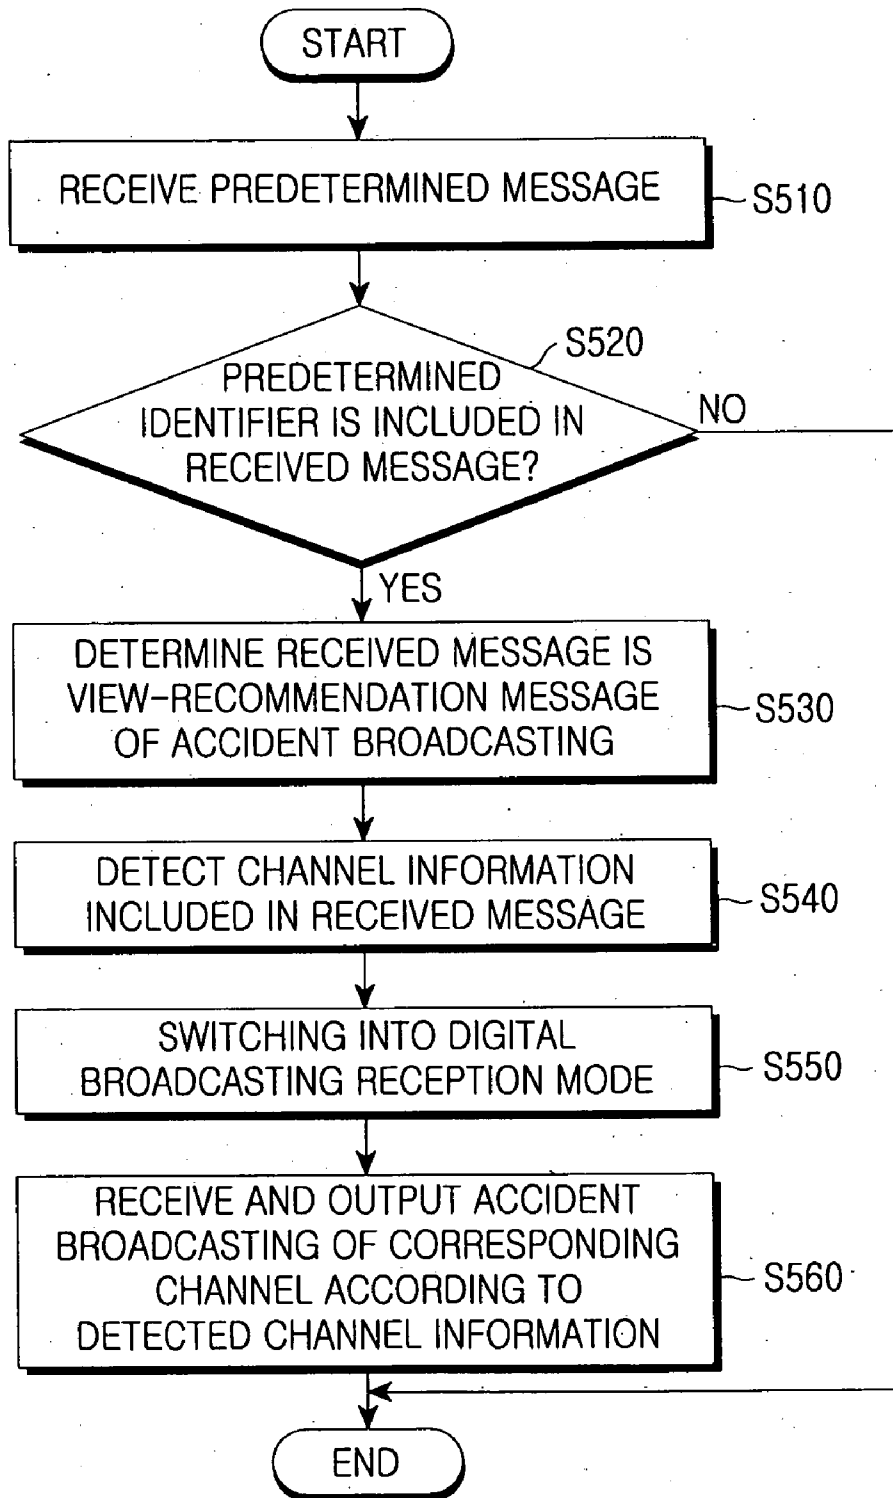 START
RECEIVE PREDETERMINED MESSAGE
S510
S520
PREDETERMINED
IDENTIFIER IS INCLUDED IN
RECEIVED MESSAGE?
NO
YES
DETERMINE RECEIVED MESSAGE IS
VIEW-RECOMMENDATION MESSAGE
OF ACCIDENT BROADCASTING
S530
DETECT CHANNEL INFORMATION
INCLUDED IN RECEIVED MESSAGE
S540
SWITCHING INTO DIGITAL
BROADCASTING RECEPTION MODE
S550
RECEIVE AND OUTPUT ACCIDENT
BROADCASTING OF CORRESPONDING
CHANNEL ACCORDING TO
DETECTED CHANNEL INFORMATION
S560
END